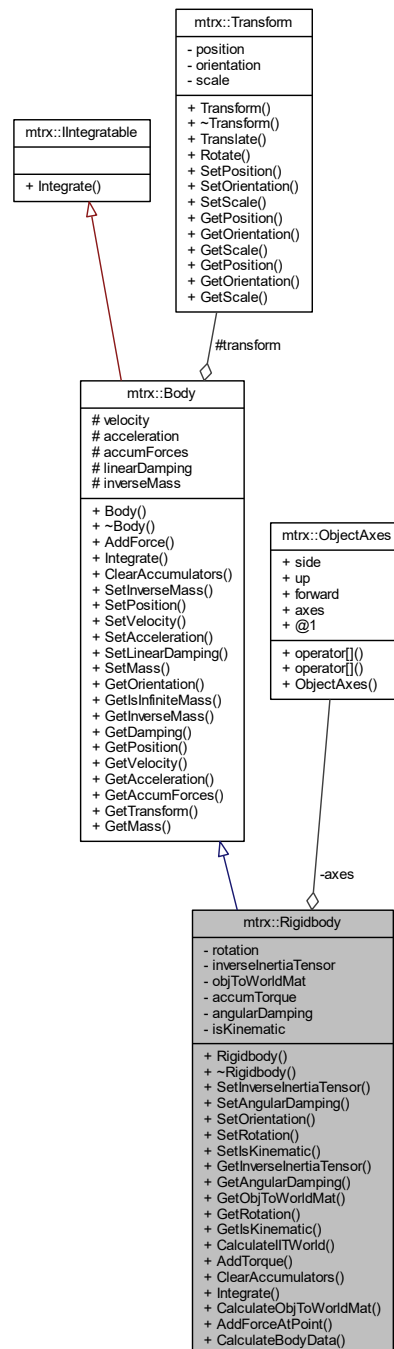 mtrx::Transform
- position
- orientation
- scale
+ Transform()
+ ~Transform()
+ Translate()
+ Rotate()
+ SetPosition()
+ SetOrientation()
+ SetScale()
+ GetPosition()
+ GetOrientation()
+ GetScale()
+ GetPosition()
+ GetOrientation()
+ GetScale()
mtrx::IIntegratable
+ Integrate()
#transform
mtrx::Body
# velocity
# acceleration
# accumForces
# linearDamping
# inverseMass
+ Body()
+ ~Body()
+ AddForce()
+ Integrate()
+ ClearAccumulators()
+ SetInverseMass()
+ SetPosition()
+ SetVelocity()
+ SetAcceleration()
+ SetLinearDamping()
+ SetMass()
+ GetOrientation()
+ GetIsInfiniteMass()
+ GetInverseMass()
+ GetDamping()
+ GetPosition()
+ GetVelocity()
+ GetAcceleration()
+ GetAccumForces()
+ GetTransform()
+ GetMass()
mtrx::ObjectAxes
+ side
+ up
+ forward
+ axes
+ @1
+ operator[]()
+ operator[]()
+ ObjectAxes()
-axes
mtrx::Rigidbody
- rotation
- inverseInertiaTensor
- objToWorldMat
- accumTorque
- angularDamping
- isKinematic
+ Rigidbody()
+ ~Rigidbody()
+ SetInverseInertiaTensor()
+ SetAngularDamping()
+ SetOrientation()
+ SetRotation()
+ SetIsKinematic()
+ GetInverseInertiaTensor()
+ GetAngularDamping()
+ GetObjToWorldMat()
+ GetRotation()
+ GetIsKinematic()
+ CalculateIITWorld()
+ AddTorque()
+ ClearAccumulators()
+ Integrate()
+ CalculateObjToWorldMat()
+ AddForceAtPoint()
+ CalculateBodyData()